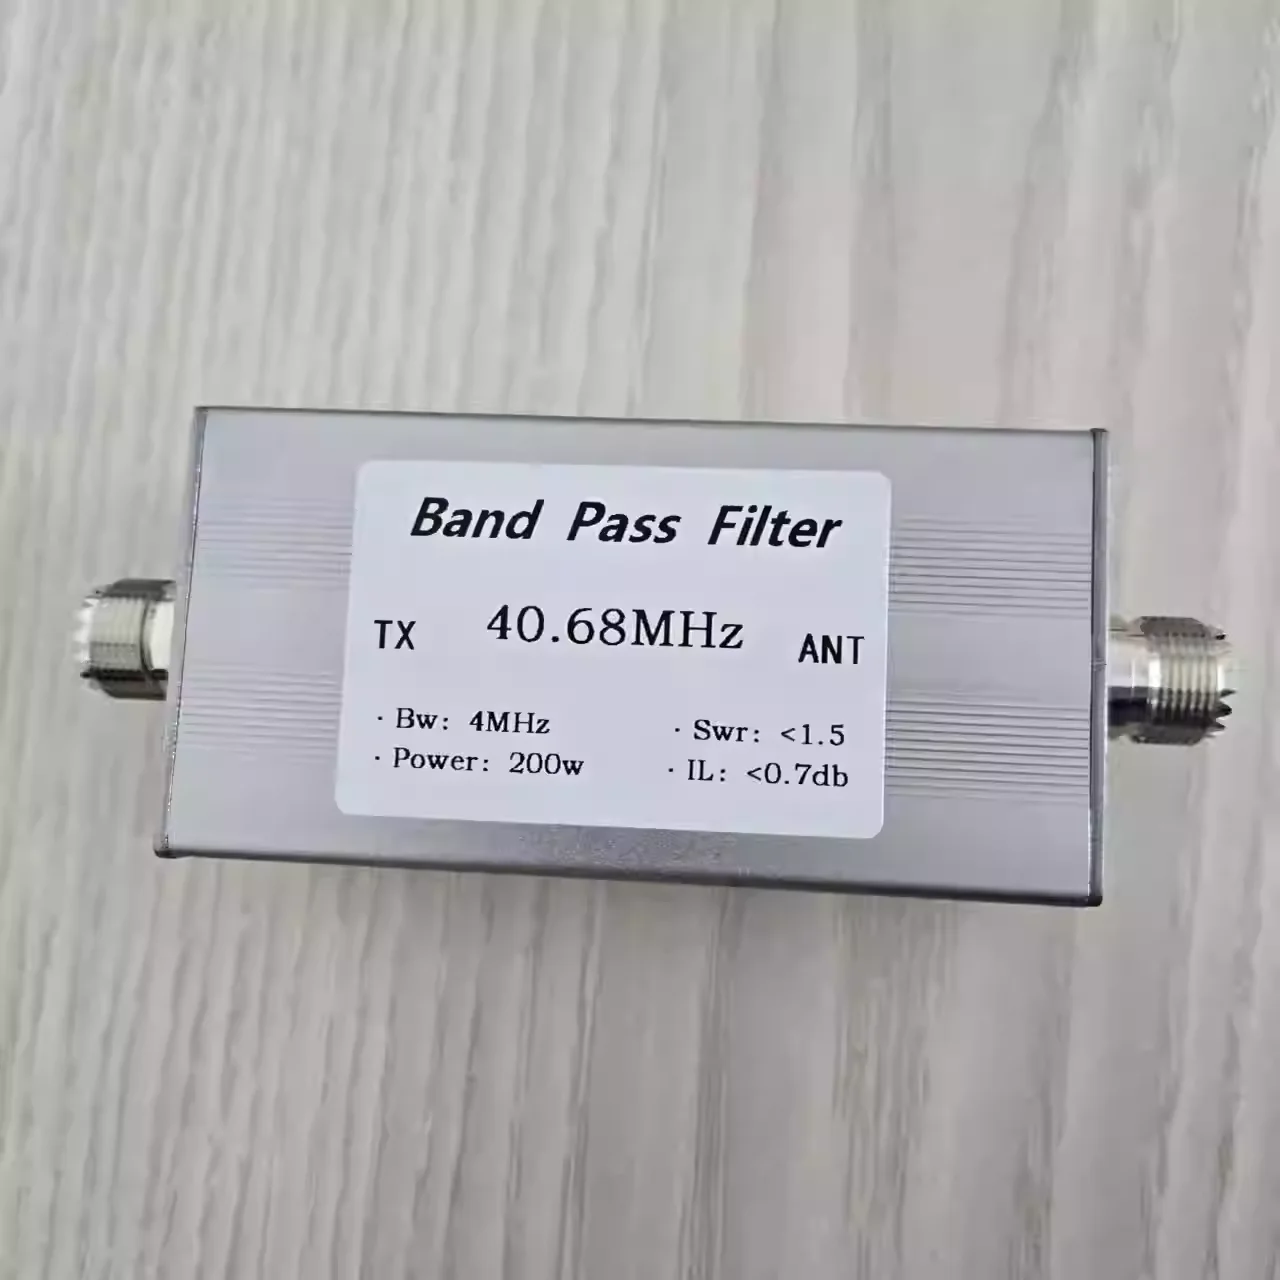 Band Pass Filter
TX 40.68MHz ANT
· Bw: 4MHz · Swr: <1.5
· Power: 200w · IL: <0.7db